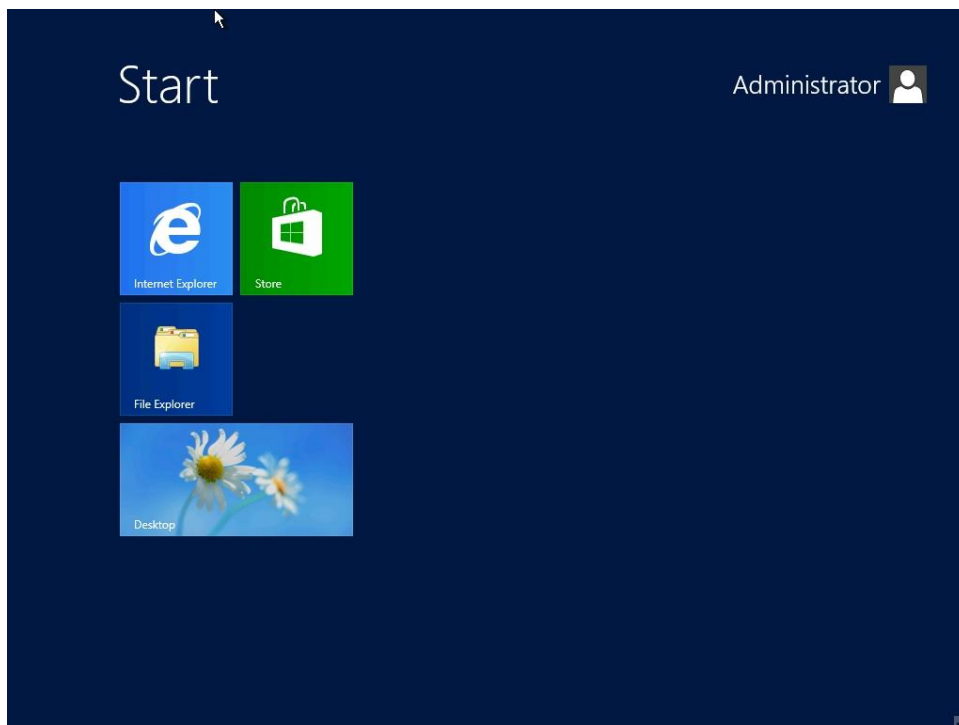 Start
Administrator
Internet Explorer
Store
File Explorer
Desktop